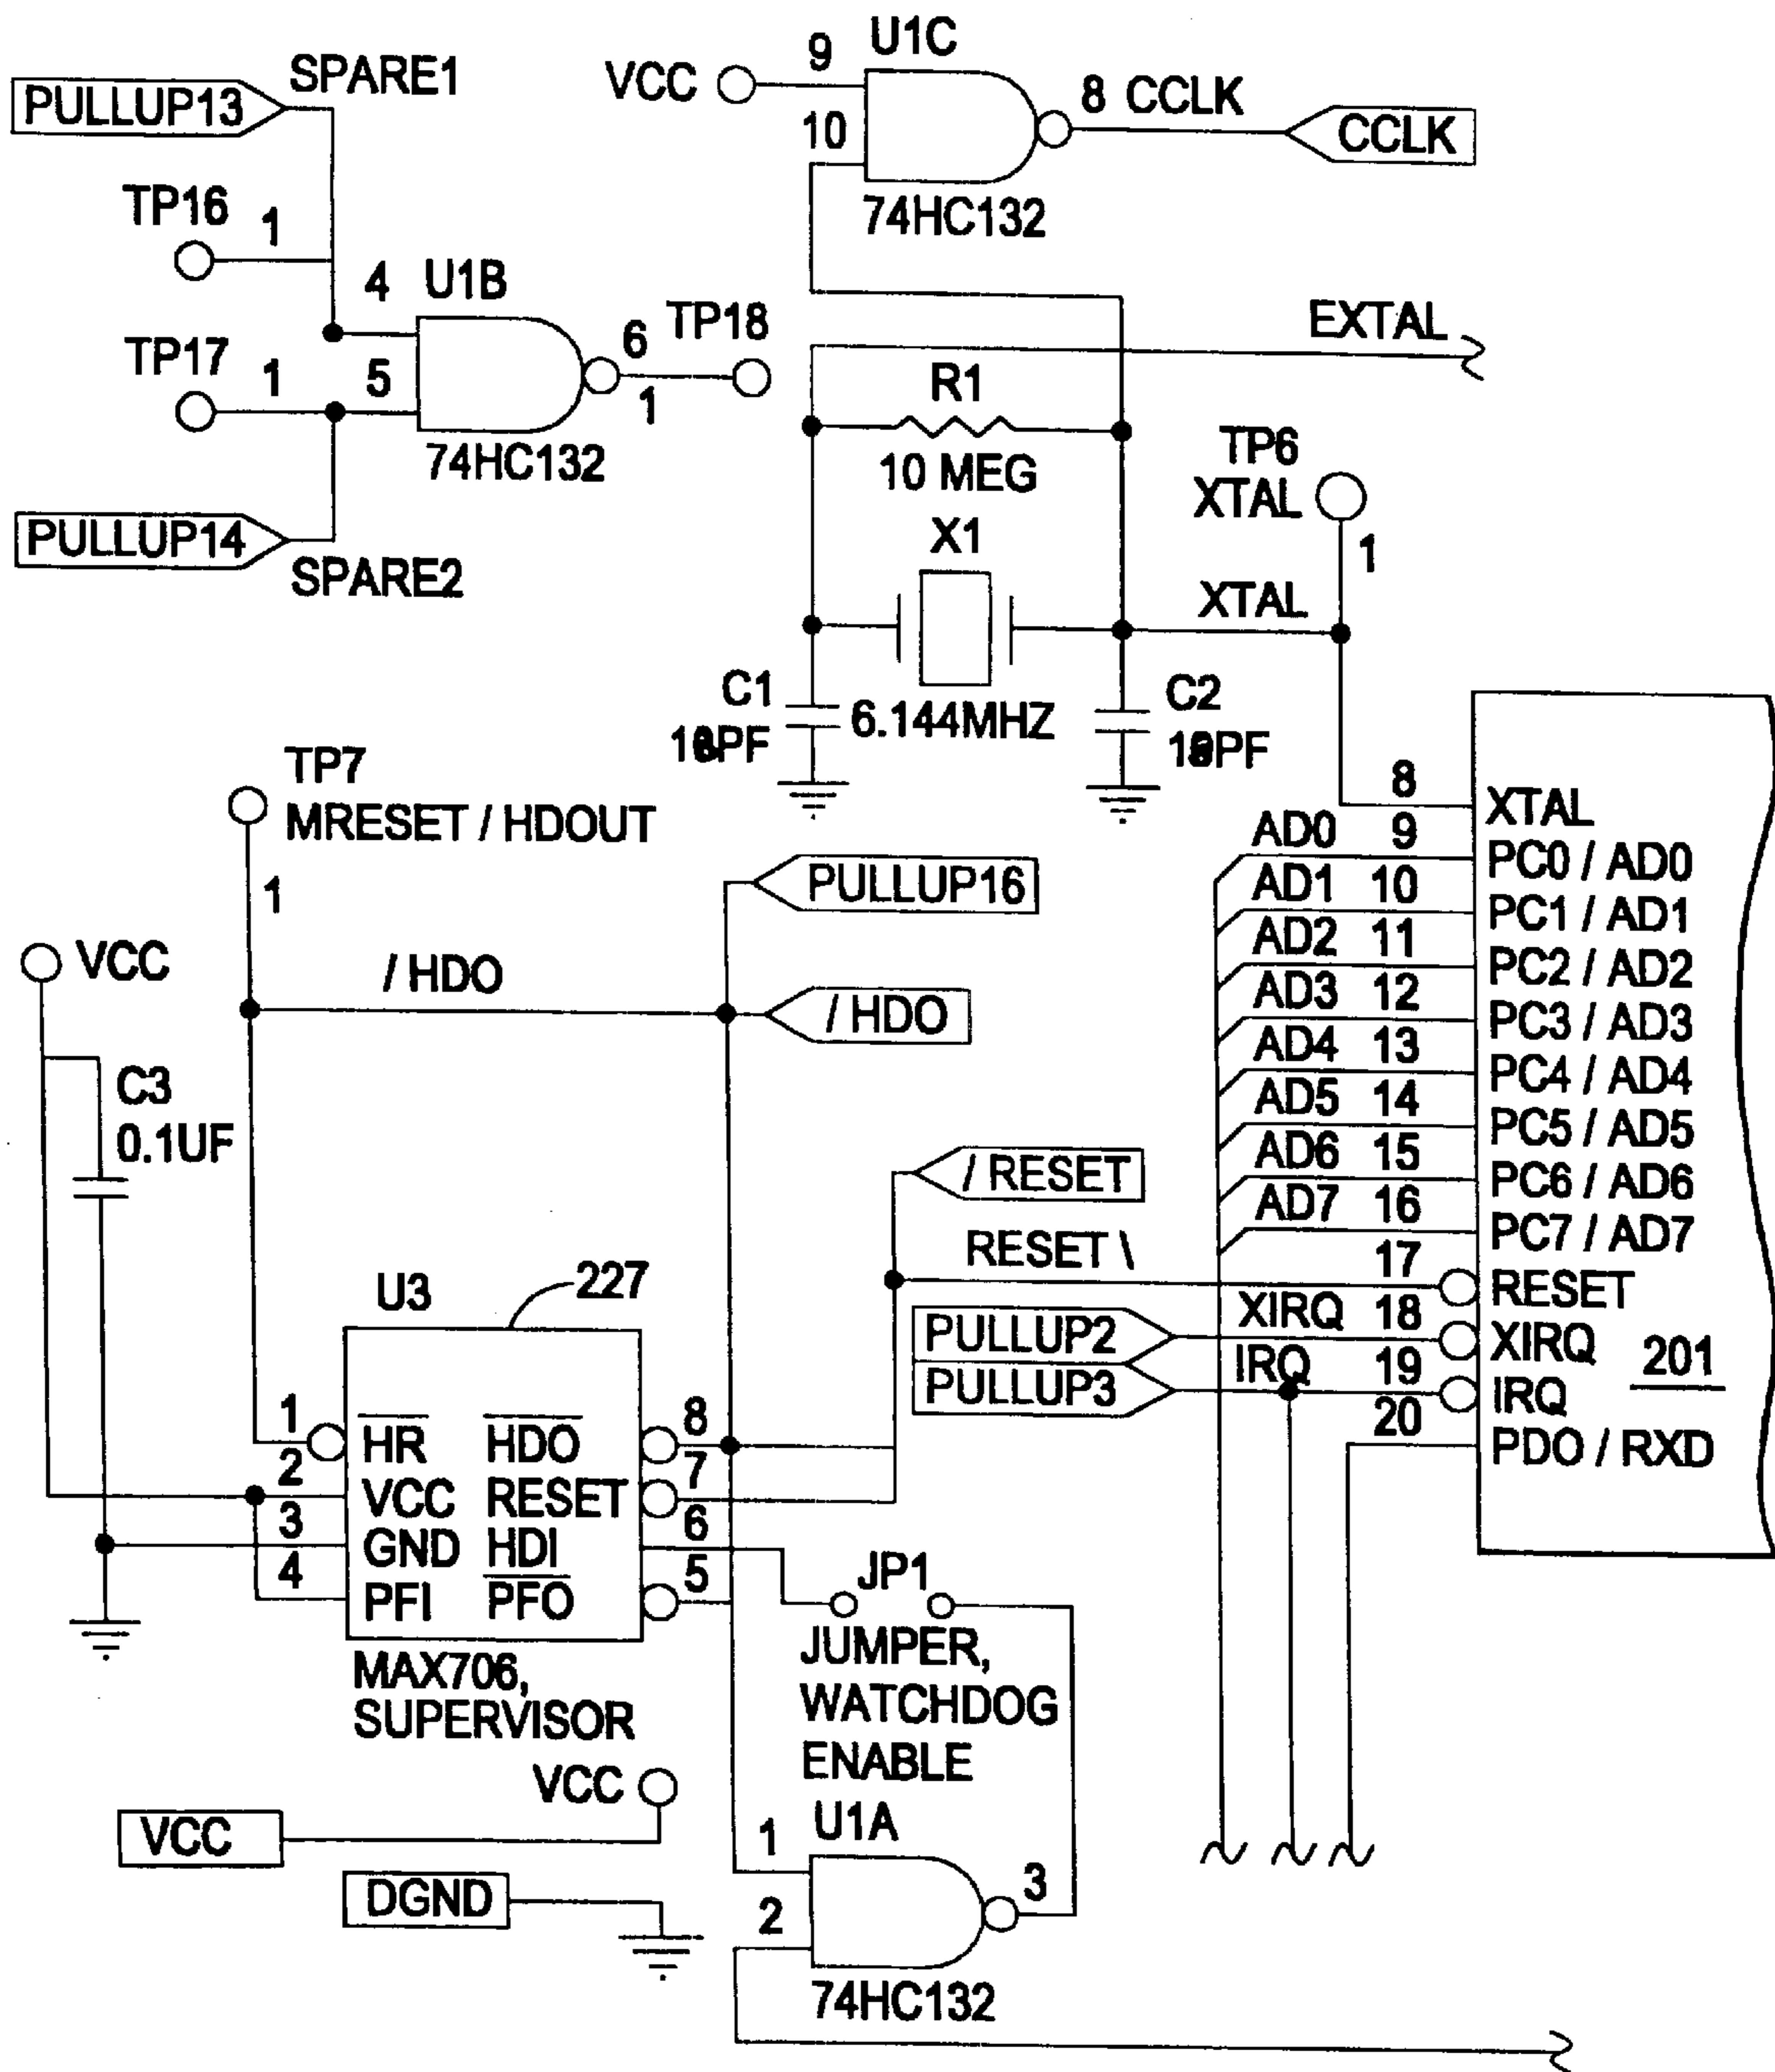 SPARE1
PULLUP13
TP16
1
4
U1B
6
TP18
TP17
1
5
1
74HC132
PULLUP14
SPARE2
U1C
VCC
9
10
8 CCLK
CCLK
74HC132
EXTAL
R1
10 MEG
TP6
XTAL
1
X1
XTAL
C1
6.144MHZ
C2
TP7
MRESET / HDOUT
1
PULLUP16
VCC
/ HDO
/ HDO
C3
0.1UF
/ RESET
RESET \
8
XTAL
AD0 9 PC0 / AD0
AD1 10 PC1 / AD1
AD2 11 PC2 / AD2
AD3 12 PC3 / AD3
AD4 13 PC4 / AD4
AD5 14 PC5 / AD5
AD6 15 PC6 / AD6
AD7 16 PC7 / AD7
17 RESET
PULLUP2 XIRQ 18 XIRQ
PULLUP3 IRQ 19 IRQ
201
20 PDO / RXD
U3
227
1 HR HDO 8
2 VCC RESET 7
3 GND HDI 6
4 PFI PFO 5
MAX706,
SUPERVISOR
JP1
JUMPER,
WATCHDOG
ENABLE
VCC
VCC
DGND
U1A
1
2
3
74HC132